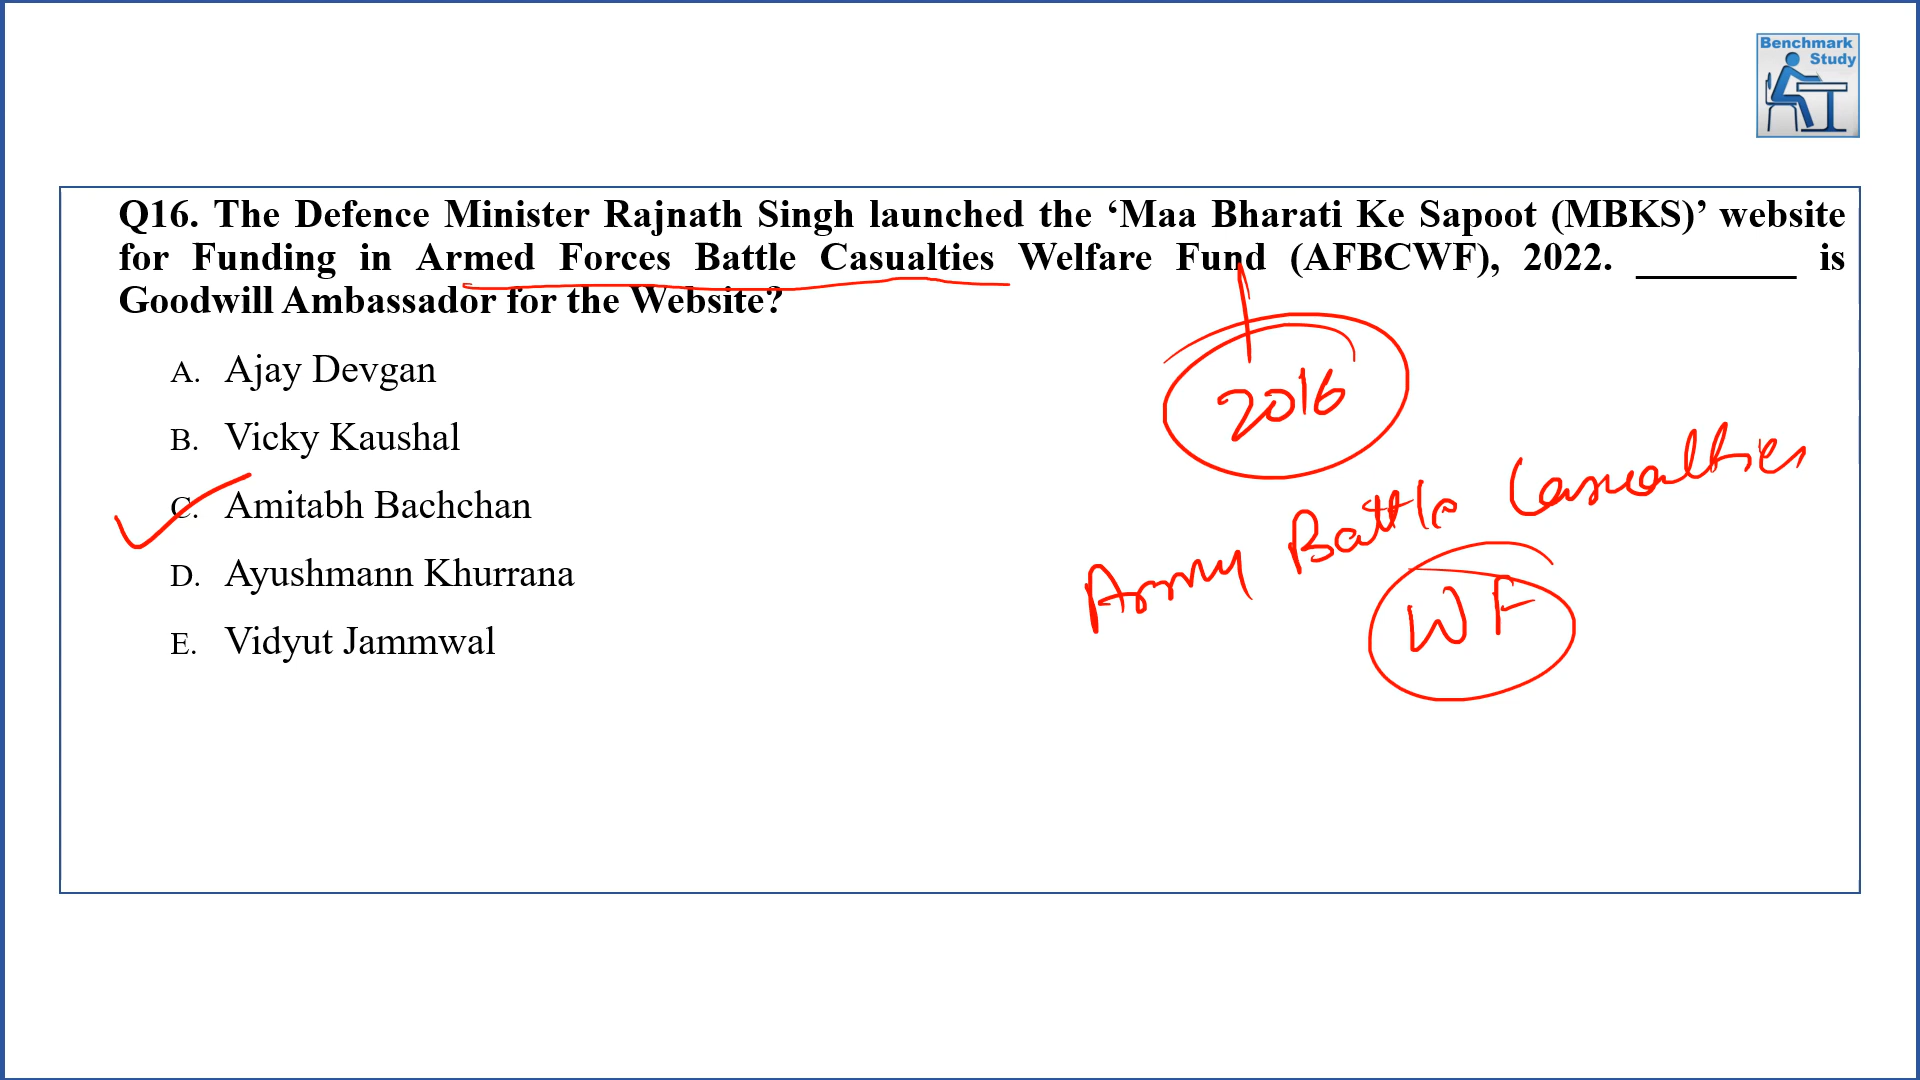 Benchmark
Study
Q16. The Defence Minister Rajnath Singh launched the ‘Maa Bharati Ke Sapoot (MBKS)’ website
for Funding in Armed Forces Battle Casualties Welfare Fund (AFBCWF), 2022. ________ is
Goodwill Ambassador for the Website?
A. Ajay Devgan
B. Vicky Kaushal
C. Amitabh Bachchan
D. Ayushmann Khurrana
E. Vidyut Jammwal
2016
Army Battle Casualties
WF